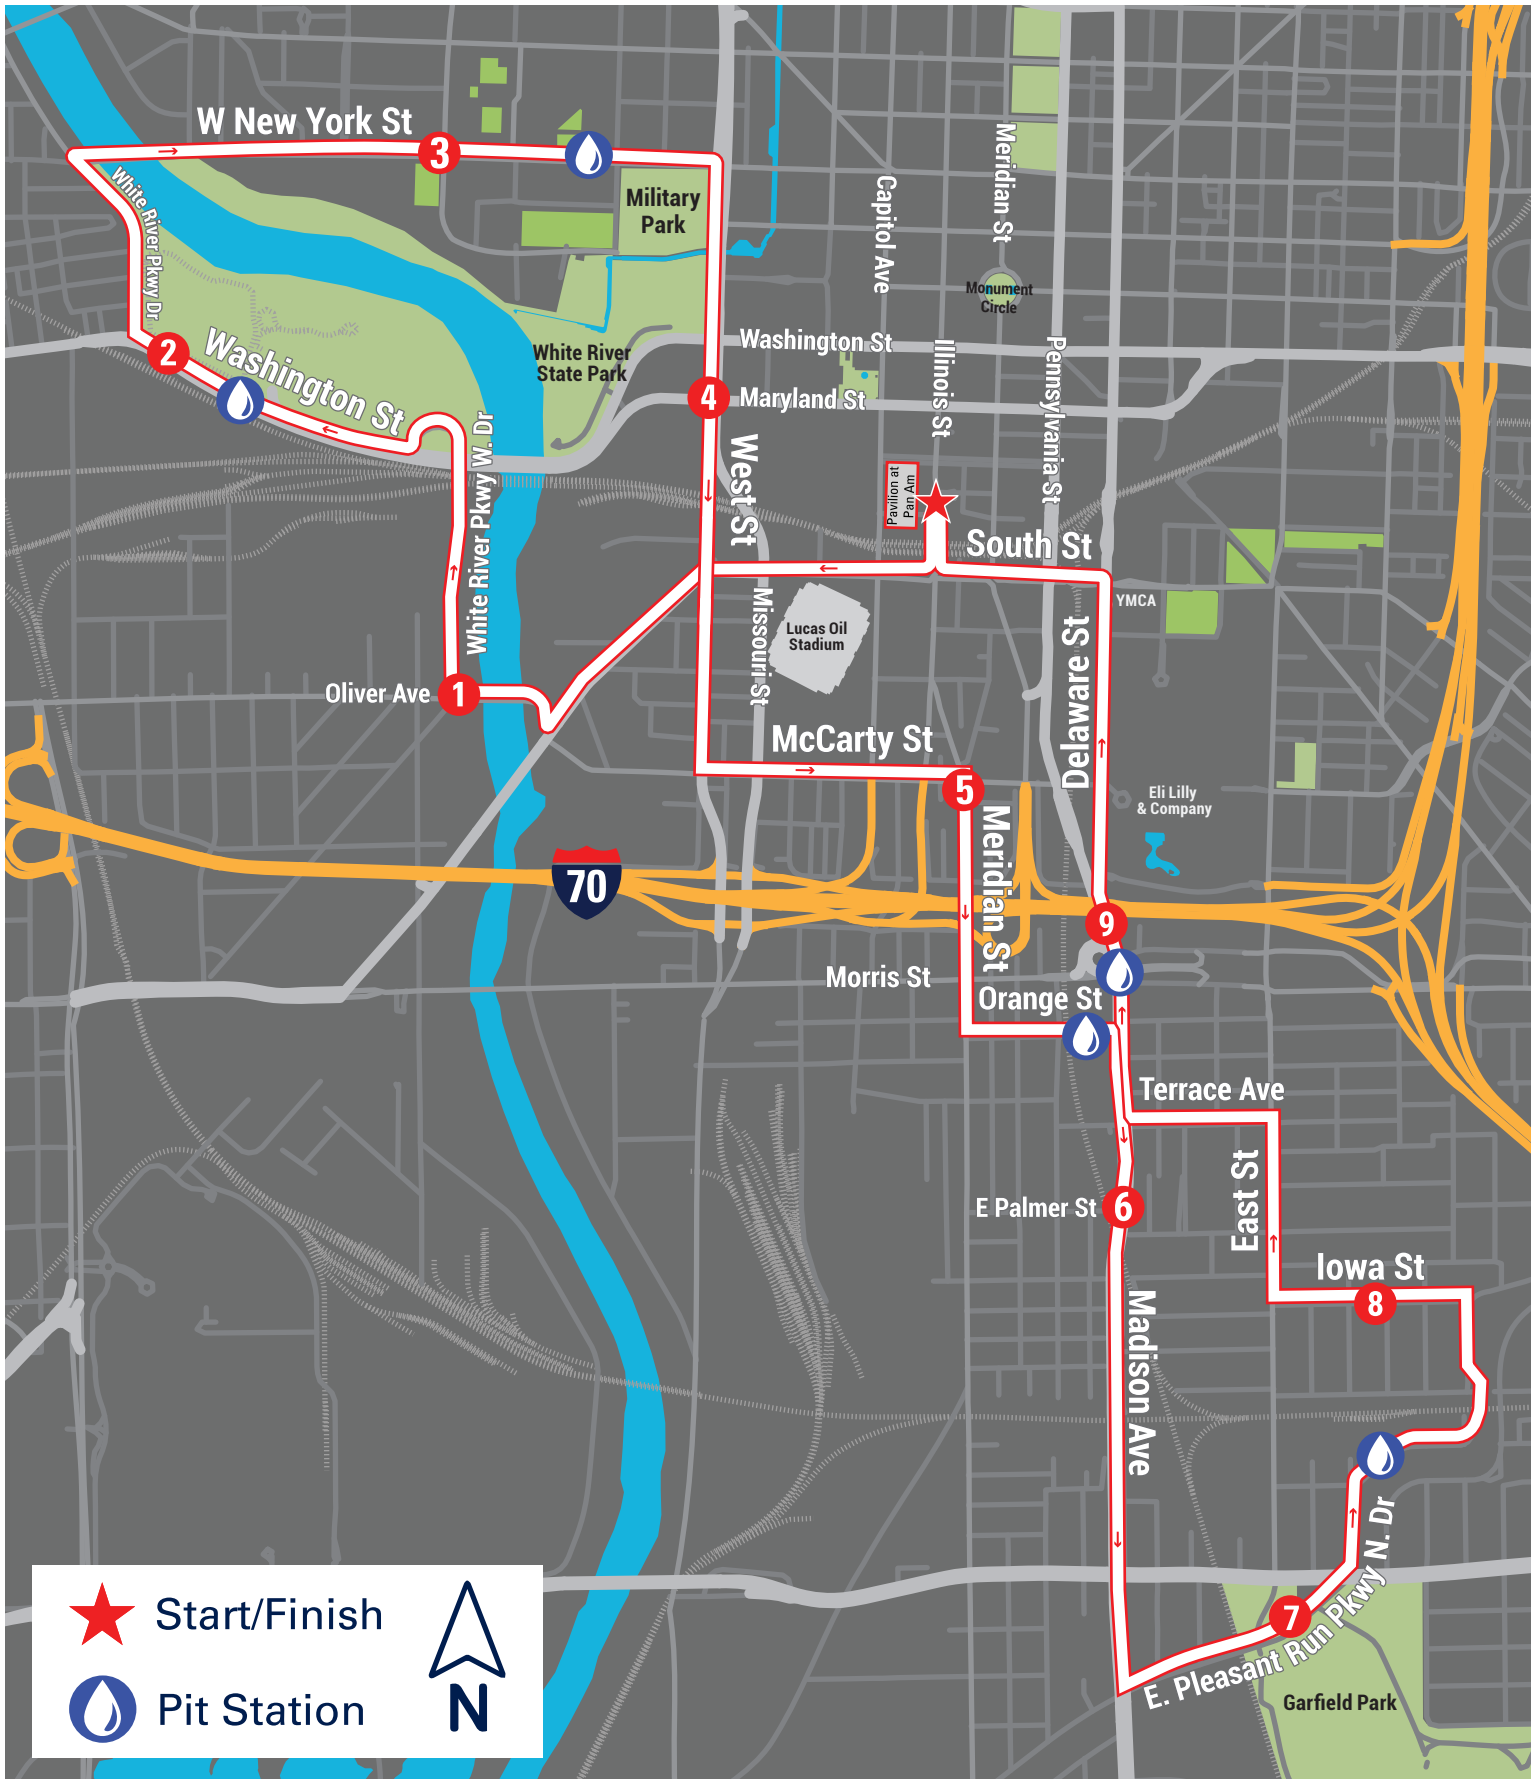 W New York St
3
Military
Park
White River Pkwy Dr
Capitol Ave
Meridian St
Monument
Circle
2
Washington St
White River
State Park
Washington St
4
Maryland St
Illinois St
Pennsylvania St
White River Pkwy W. Dr
West St
Pavilion at
Pan Am
South St
YMCA
Missouri St
Lucas Oil
Stadium
Delaware St
Oliver Ave
1
McCarty St
5
Eli Lilly
& Company
Meridian St
70
9
Morris St
Orange St
Terrace Ave
East St
E Palmer St
6
Iowa St
8
Madison Ave
7
E. Pleasant Run Pkwy N. Dr
Garfield Park
Start/Finish
Pit Station
N